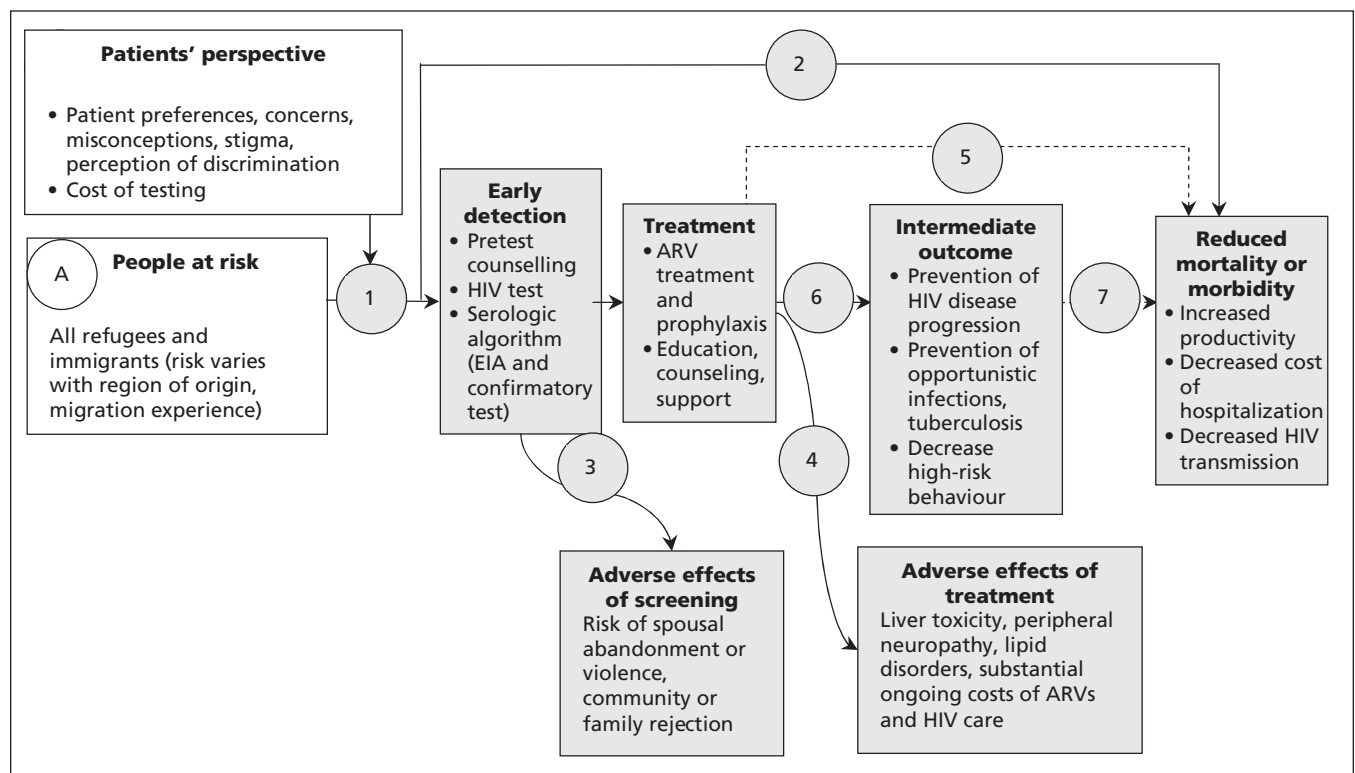 Patients’ perspective
• Patient preferences, concerns,
misconceptions, stigma,
perception of discrimination
• Cost of testing
A
People at risk
All refugees and
immigrants (risk varies
with region of origin,
migration experience)
1
2
Early
detection
• Pretest
counselling
• HIV test
• Serologic
algorithm
(EIA and
confirmatory
test)
3
Adverse effects
of screening
Risk of spousal
abandonment or
violence,
community or
family rejection
Treatment
• ARV
treatment
and
prophylaxis
• Education,
counseling,
support
5
6
4
Adverse effects of
treatment
Liver toxicity, peripheral
neuropathy, lipid
disorders, substantial
ongoing costs of ARVs
and HIV care
Intermediate
outcome
• Prevention of
HIV disease
progression
• Prevention of
opportunistic
infections,
tuberculosis
• Decrease
high-risk
behaviour
7
Reduced
mortality or
morbidity
• Increased
productivity
• Decreased cost
of
hospitalization
• Decreased HIV
transmission